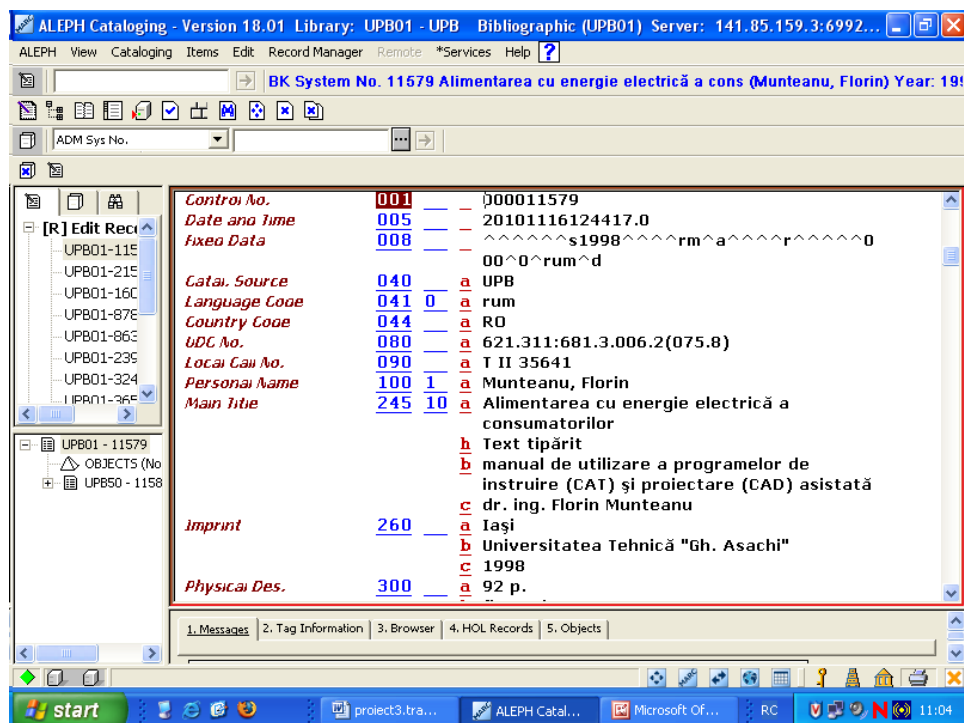 ALEPH Cataloging - Version 18.01 Library: UPB01 - UPB Bibliographic (UPB01) Server: 141.85.159.3:6992...
ALEPH View Cataloging Items Edit Record Manager Remote *Services Help ?
BK System No. 11579 Alimentarea cu energie electrică a cons (Munteanu, Florin) Year: 199
ADM Sys No. ...
[R] Edit Reco
UPB01-115
UPB01-215
UPB01-160
UPB01-878
UPB01-863
UPB01-239
UPB01-324
UPB01-365
UPB01 - 11579
OBJECTS (No
UPB50 - 1158
Control No. 001 000011579
Date and Time 005 20101116124417.0
Fixed Data 008 ^^^^^^s1998^^^^rm^a^^^^r^^^^^0
00^0^rum^d
Catal. Source 040 a UPB
Language Code 041 0 a rum
Country Code 044 a RO
UDC No. 080 a 621.311:681.3.006.2(075.8)
Local Call No. 090 a T II 35641
Personal Name 100 1 a Munteanu, Florin
Main Title 245 10 a Alimentarea cu energie electrică a
consumatorilor
h Text tipărit
b manual de utilizare a programelor de
instruire (CAT) şi proiectare (CAD) asistată
c dr. ing. Florin Munteanu
Imprint 260 a Iaşi
b Universitatea Tehnică "Gh. Asachi"
c 1998
Physical Des. 300 a 92 p.
1. Messages 2. Tag Information 3. Browser 4. HOL Records 5. Objects
start proiect3.tra... ALEPH Catal... Microsoft Of... RC 11:04